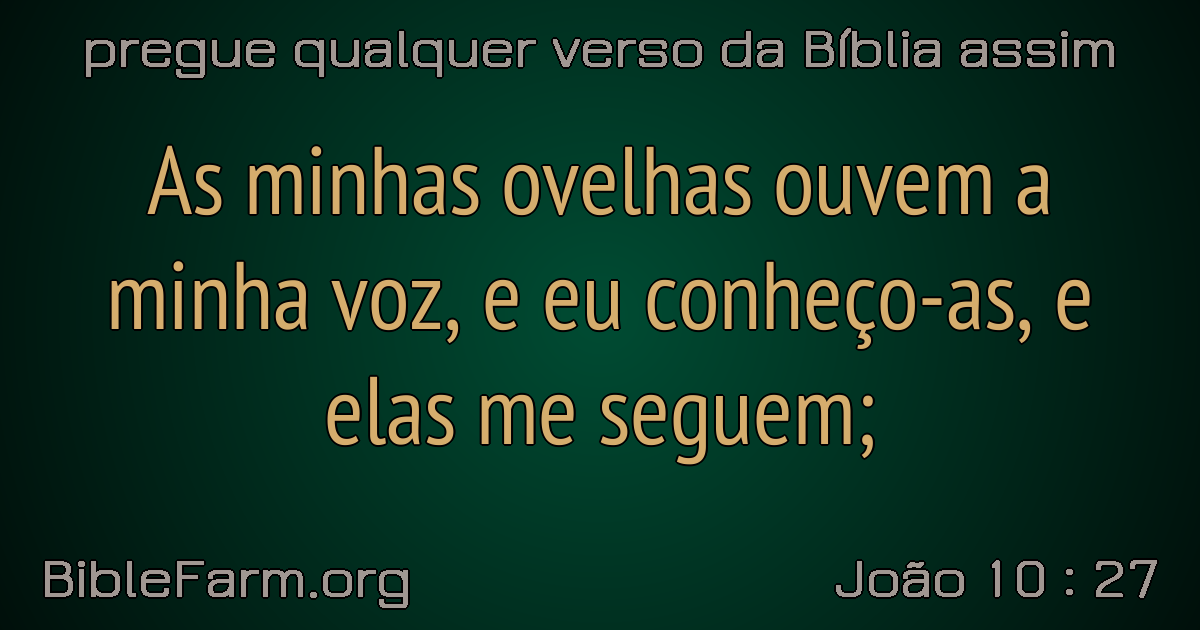 pregue qualquer verso da Bíblia assim
As minhas ovelhas ouvem a
minha voz, e eu conheço-as, e
elas me seguem;
BibleFarm.org
João 10 : 27